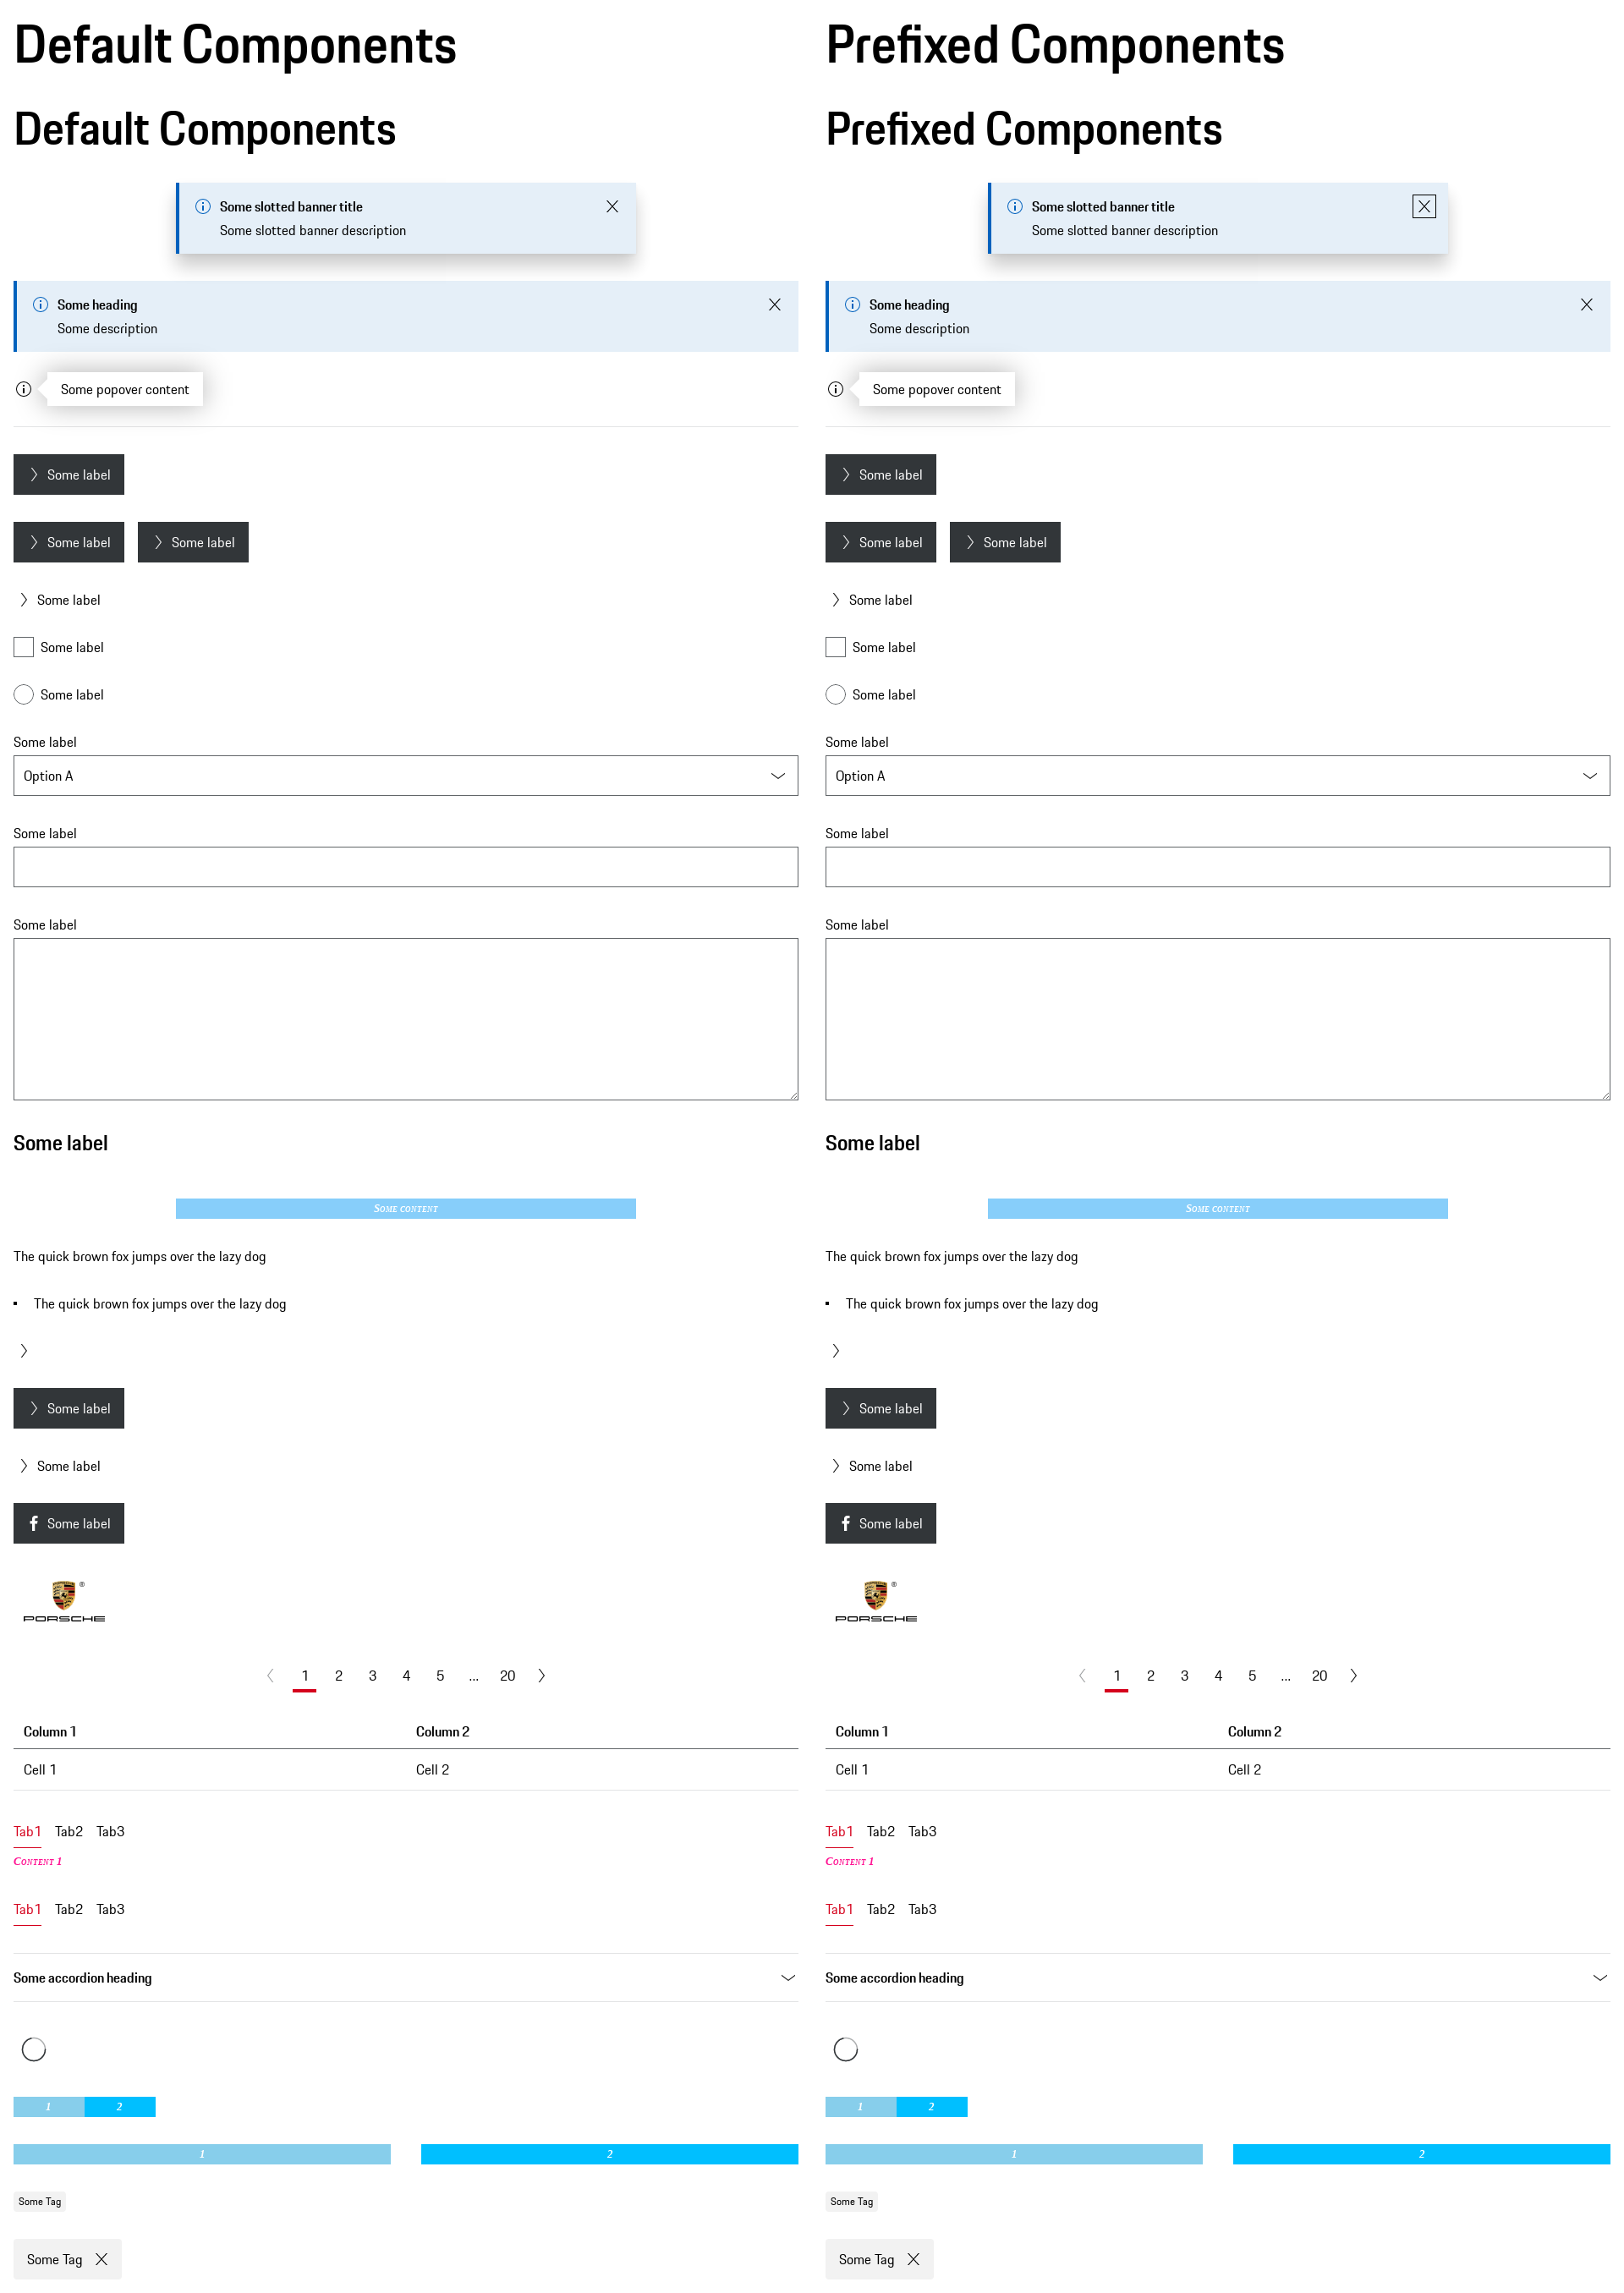 Default Components
Default Components
Some slotted banner title
Some slotted banner description
Some heading
Some description
Some popover content
Some label
Some label Some label
Some label
Some label
Some label
Some label
Option A
Some label
Some label
Some label
Some content
The quick brown fox jumps over the lazy dog
The quick brown fox jumps over the lazy dog
Some label
Some label
Some label
PORSCHE
1 2 3 4 5 ... 20
Column 1 Column 2
Cell 1 Cell 2
Tab1 Tab2 Tab3
Content 1
Tab1 Tab2 Tab3
Some accordion heading
1 2
1 2
Some Tag
Some Tag
Prefixed Components
Prefixed Components
Some slotted banner title
Some slotted banner description
Some heading
Some description
Some popover content
Some label
Some label Some label
Some label
Some label
Some label
Some label
Option A
Some label
Some label
Some label
Some content
The quick brown fox jumps over the lazy dog
The quick brown fox jumps over the lazy dog
Some label
Some label
Some label
PORSCHE
1 2 3 4 5 ... 20
Column 1 Column 2
Cell 1 Cell 2
Tab1 Tab2 Tab3
Content 1
Tab1 Tab2 Tab3
Some accordion heading
1 2
1 2
Some Tag
Some Tag